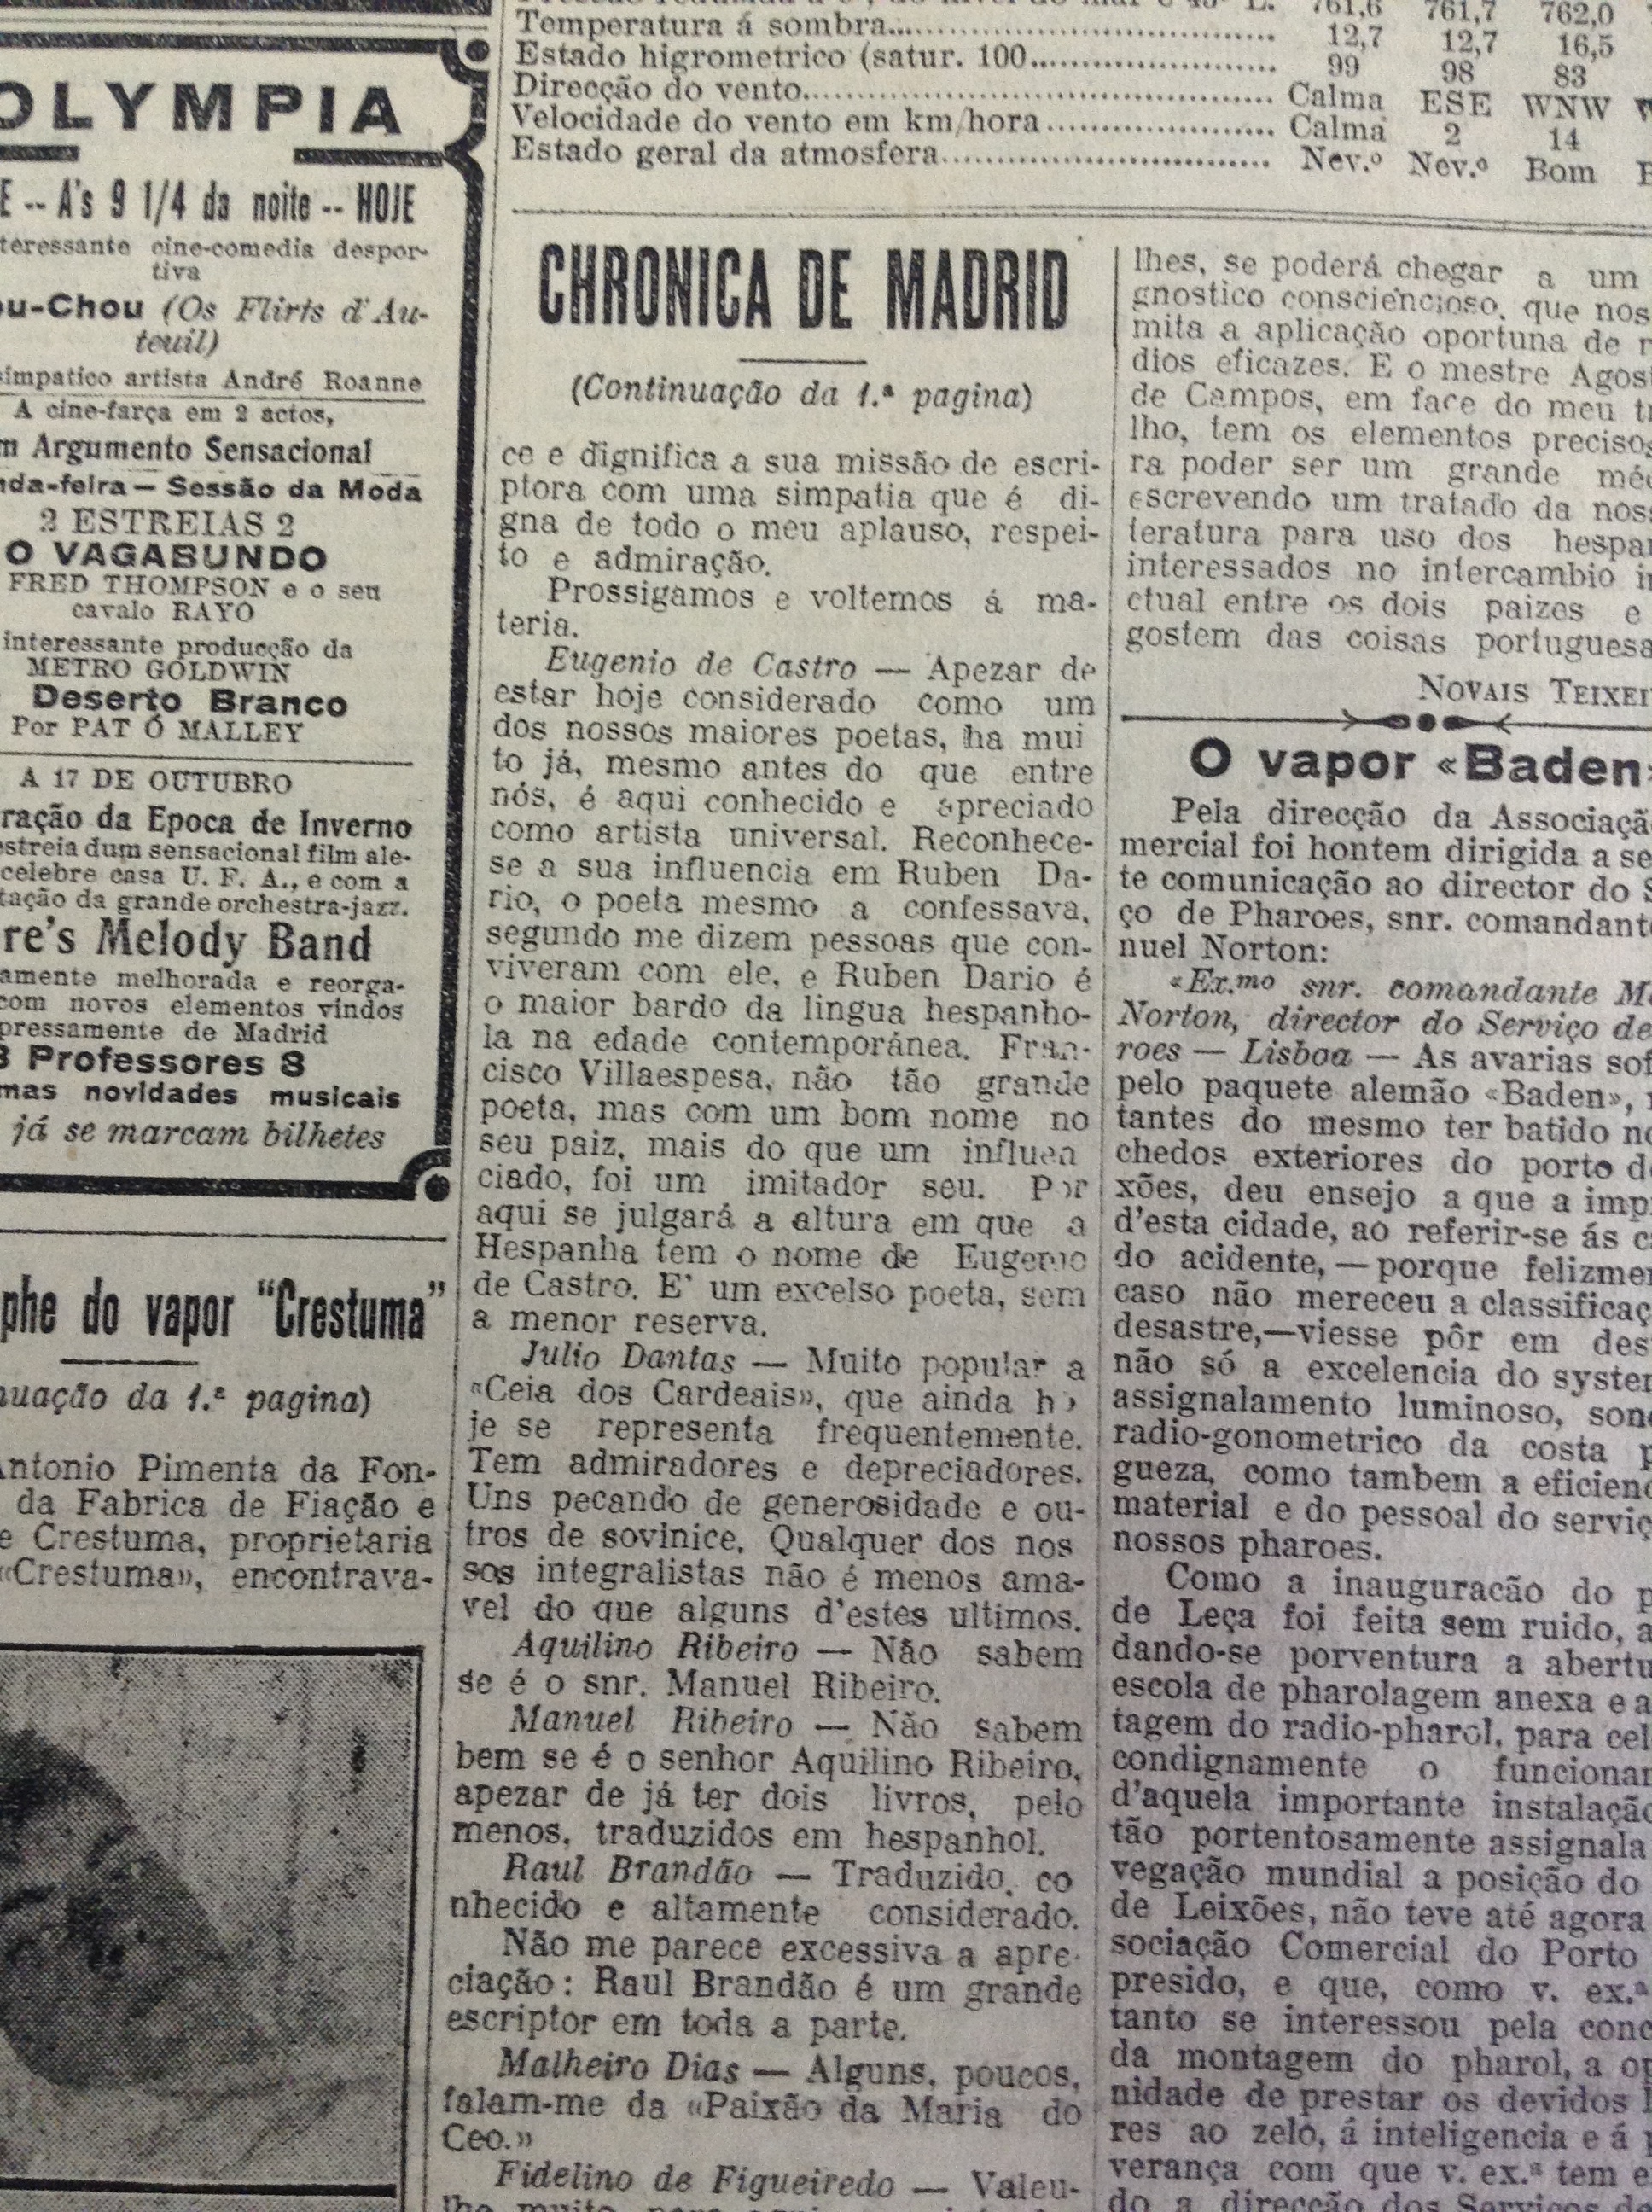 OLYMPIA
-- A's 9 1/4 da noite -- HOJE
cine-comedia despor-
tiva
(Os Flirts d'Au-
teuil)
artista André Roanne
A cine-farça em 2 actos,
Argumento Sensacional
Sessão da Moda
2 ESTREIAS 2
O VAGABUNDO
FRED THOMPSON e o seu
cavalo RAYO
interessante producção da
METRO GOLDWIN
Deserto Branco
Por PAT Ó MALLEY
A 17 DE OUTUBRO
da Epoca de Inverno
dum sensacional film ale-
celebre casa U. F. A., e com a
da grande orchestra-jazz.
Melody Band
melhorada e reorga-
com novos elementos vindos
de Madrid
8 Professores 8
novidades musicais
já se marcam bilhetes
do vapor "Crestuma"
da 1.ª pagina)
Antonio Pimenta da Fon-
da Fabrica de Fiação e
Crestuma, proprietaria
«Crestuma», encontrava-
761,6 761,7 762,0
Temperatura á sombra... 12,7 12,7 16,5
Estado higrometrico (satur. 100... 99 98 83
Direcção do vento... Calma ESE WNW
Velocidade do vento em km/hora... Calma 2 14
Estado geral da atmosfera... Nev.º Nev.º Bom
CHRONICA DE MADRID
(Continuação da 1.ª pagina)
ce e dignifica a sua missão de escri-
ptora com uma simpatia que é di-
gna de todo o meu aplauso, respei-
to e admiração.
Prossigamos e voltemos á ma-
teria.
Eugenio de Castro — Apezar de
estar hoje considerado como um
dos nossos maiores poetas, ha mui
to já, mesmo antes do que entre
nós, é aqui conhecido e apreciado
como artista universal. Reconhece-
se a sua influencia em Ruben Da-
rio, o poeta mesmo a confessava,
segundo me dizem pessoas que con-
viveram com ele, e Ruben Dario é
o maior bardo da lingua hespanho-
la na edade contemporánea. Fran-
cisco Villaespesa, não tão grande
poeta, mas com um bom nome no
seu paiz, mais do que um influen
ciado, foi um imitador seu. Por
aqui se julgará a altura em que a
Hespanha tem o nome de Eugenio
de Castro. E' um excelso poeta, sem
a menor reserva.
Julio Dantas — Muito popular a
«Ceia dos Cardeais», que ainda ho
je se representa frequentemente.
Tem admiradores e depreciadores.
Uns pecando de generosidade e ou-
tros de sovinice. Qualquer dos nos
sos integralistas não é menos ama-
vel do que alguns d'estes ultimos.
Aquilino Ribeiro — Não sabem
se é o snr. Manuel Ribeiro.
Manuel Ribeiro — Não sabem
bem se é o senhor Aquilino Ribeiro,
apezar de já ter dois livros, pelo
menos, traduzidos em hespanhol.
Raul Brandão — Traduzido, co
nhecido e altamente considerado.
Não me parece excessiva a apre-
ciação: Raul Brandão é um grande
escriptor em toda a parte.
Malheiro Dias — Alguns, poucos,
falam-me da «Paixão da Maria do
Ceo.»
Fidelino de Figueiredo — Valeu-
lhes, se poderá chegar a um
gnostico consciencioso, que nos
mita a aplicação oportuna de
dios eficazes. E o mestre
de Campos, em face do meu
lho, tem os elementos precisos
ra poder ser um grande
escrevendo um tratado da
teratura para uso dos
interessados no intercambio
ctual entre os dois paizes e
gostem das coisas
NOVAIS
O vapor «Baden»
Pela direcção da
mercial foi hontem dirigida a
te comunicação ao director do
ço de Pharoes, snr. comandante
nuel Norton:
«Ex.mo snr. comandante
Norton, director do Serviço de
roes — Lisboa — As avarias
pelo paquete alemão «Baden»,
tantes do mesmo ter batido
chedos exteriores do porto
xões, deu ensejo a que a
d'esta cidade, ao referir-se ás
do acidente, — porque
caso não mereceu a
desastre,—viesse pôr em
não só a excelencia do
assignalamento luminoso,
radio-gonometrico da costa
gueza, como tambem a
material e do pessoal do
nossos pharoes.
Como a inauguracão do
de Leça foi feita sem ruido,
dando-se porventura a
escola de pharolagem anexa e a
tagem do radio-pharol, para
condignamente o
d'aquela importante
tão portentosamente assignala
vegação mundial a posição do
de Leixões, não teve até agora
sociação Comercial do Porto
presido, e que, como v. ex.ª
tanto se interessou pela
da montagem do pharol, a
nidade de prestar os devidos
res ao zelo, á inteligencia e á
verança com que v. ex.ª tem
do a direcção dos Serviços